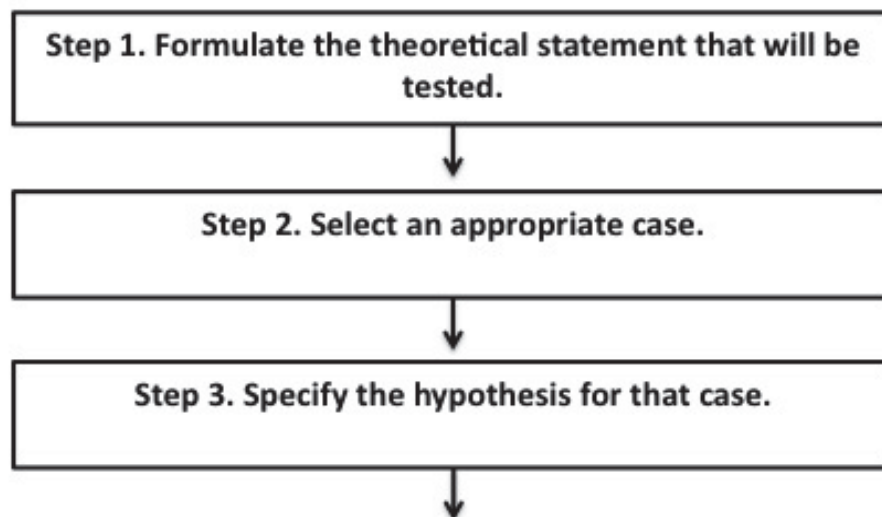 Step 1. Formulate the theoretical statement that will be
tested.
Step 2. Select an appropriate case.
Step 3. Specify the hypothesis for that case.